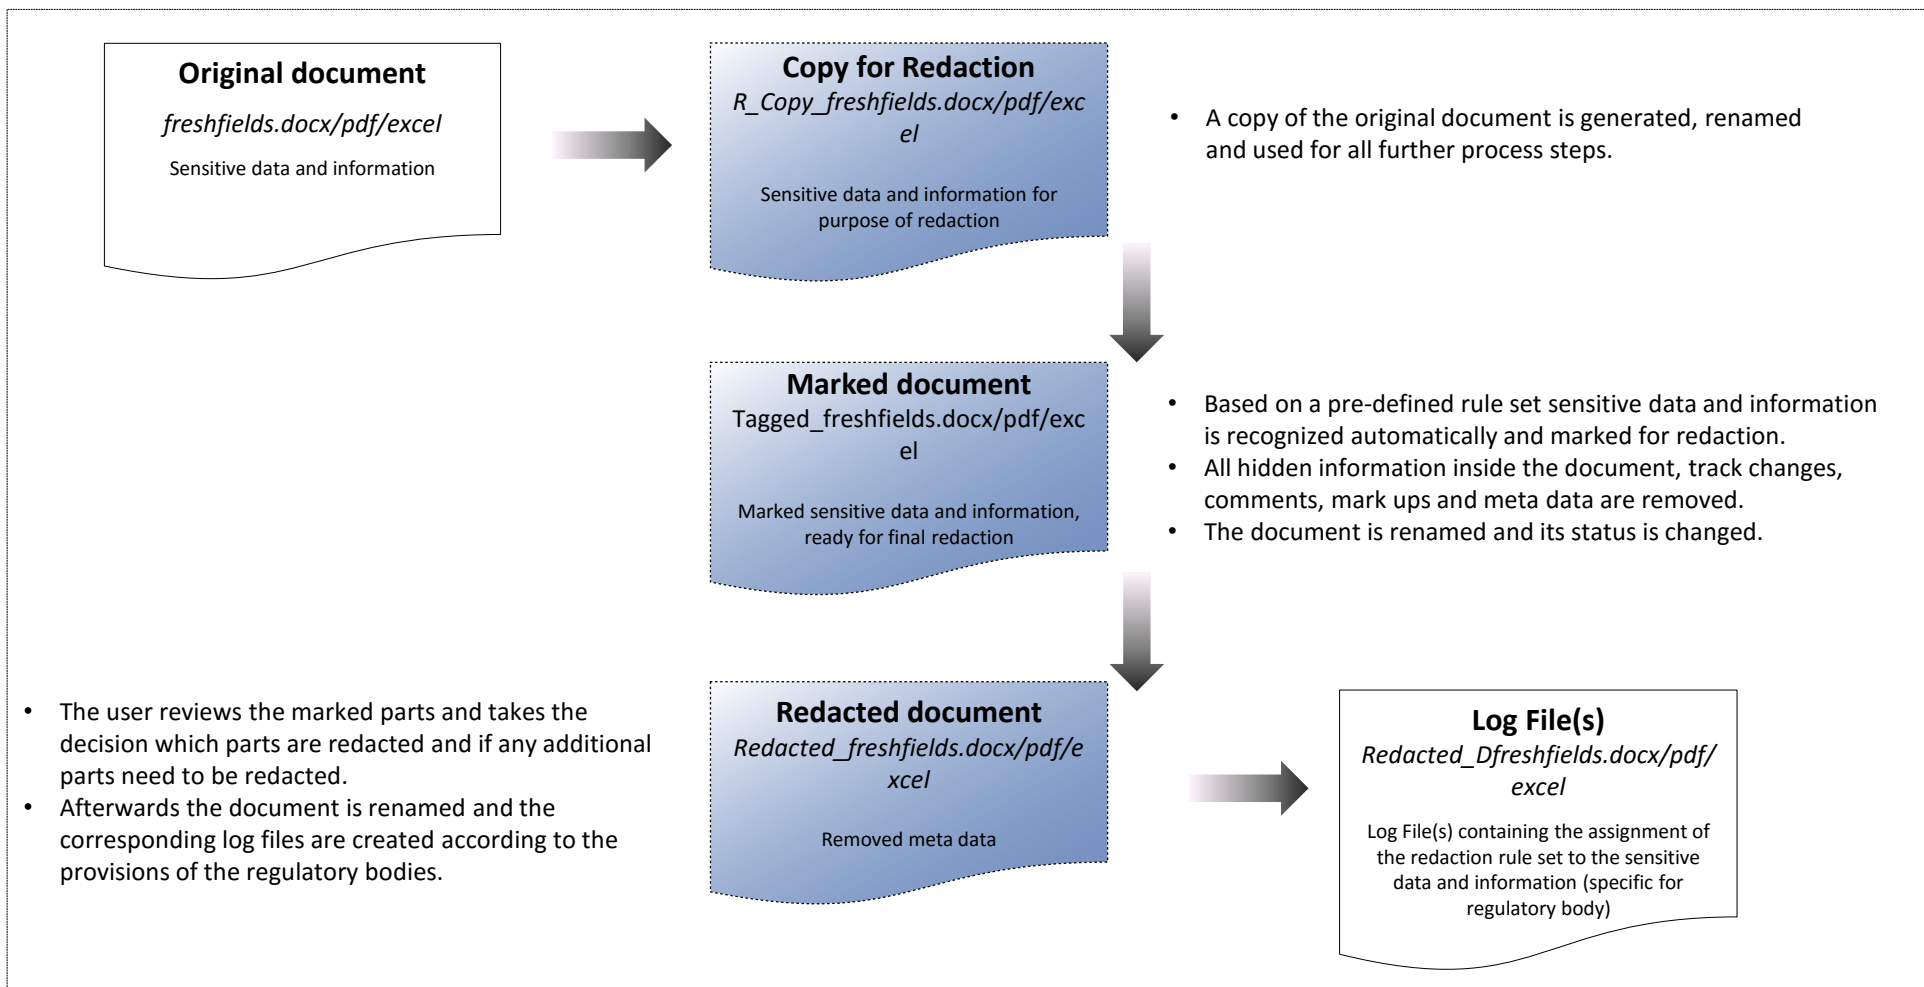 Original document
freshfields.docx/pdf/excel
Sensitive data and information
Copy for Redaction
R_Copy_freshfields.docx/pdf/exc
el
Sensitive data and information for
purpose of redaction
• A copy of the original document is generated, renamed
and used for all further process steps.
Marked document
Tagged_freshfields.docx/pdf/exc
el
Marked sensitive data and information,
ready for final redaction
• Based on a pre-defined rule set sensitive data and information
is recognized automatically and marked for redaction.
• All hidden information inside the document, track changes,
comments, mark ups and meta data are removed.
• The document is renamed and its status is changed.
• The user reviews the marked parts and takes the
decision which parts are redacted and if any additional
parts need to be redacted.
• Afterwards the document is renamed and the
corresponding log files are created according to the
provisions of the regulatory bodies.
Redacted document
Redacted_freshfields.docx/pdf/e
xcel
Removed meta data
Log File(s)
Redacted_Dfreshfields.docx/pdf/
excel
Log File(s) containing the assignment of
the redaction rule set to the sensitive
data and information (specific for
regulatory body)